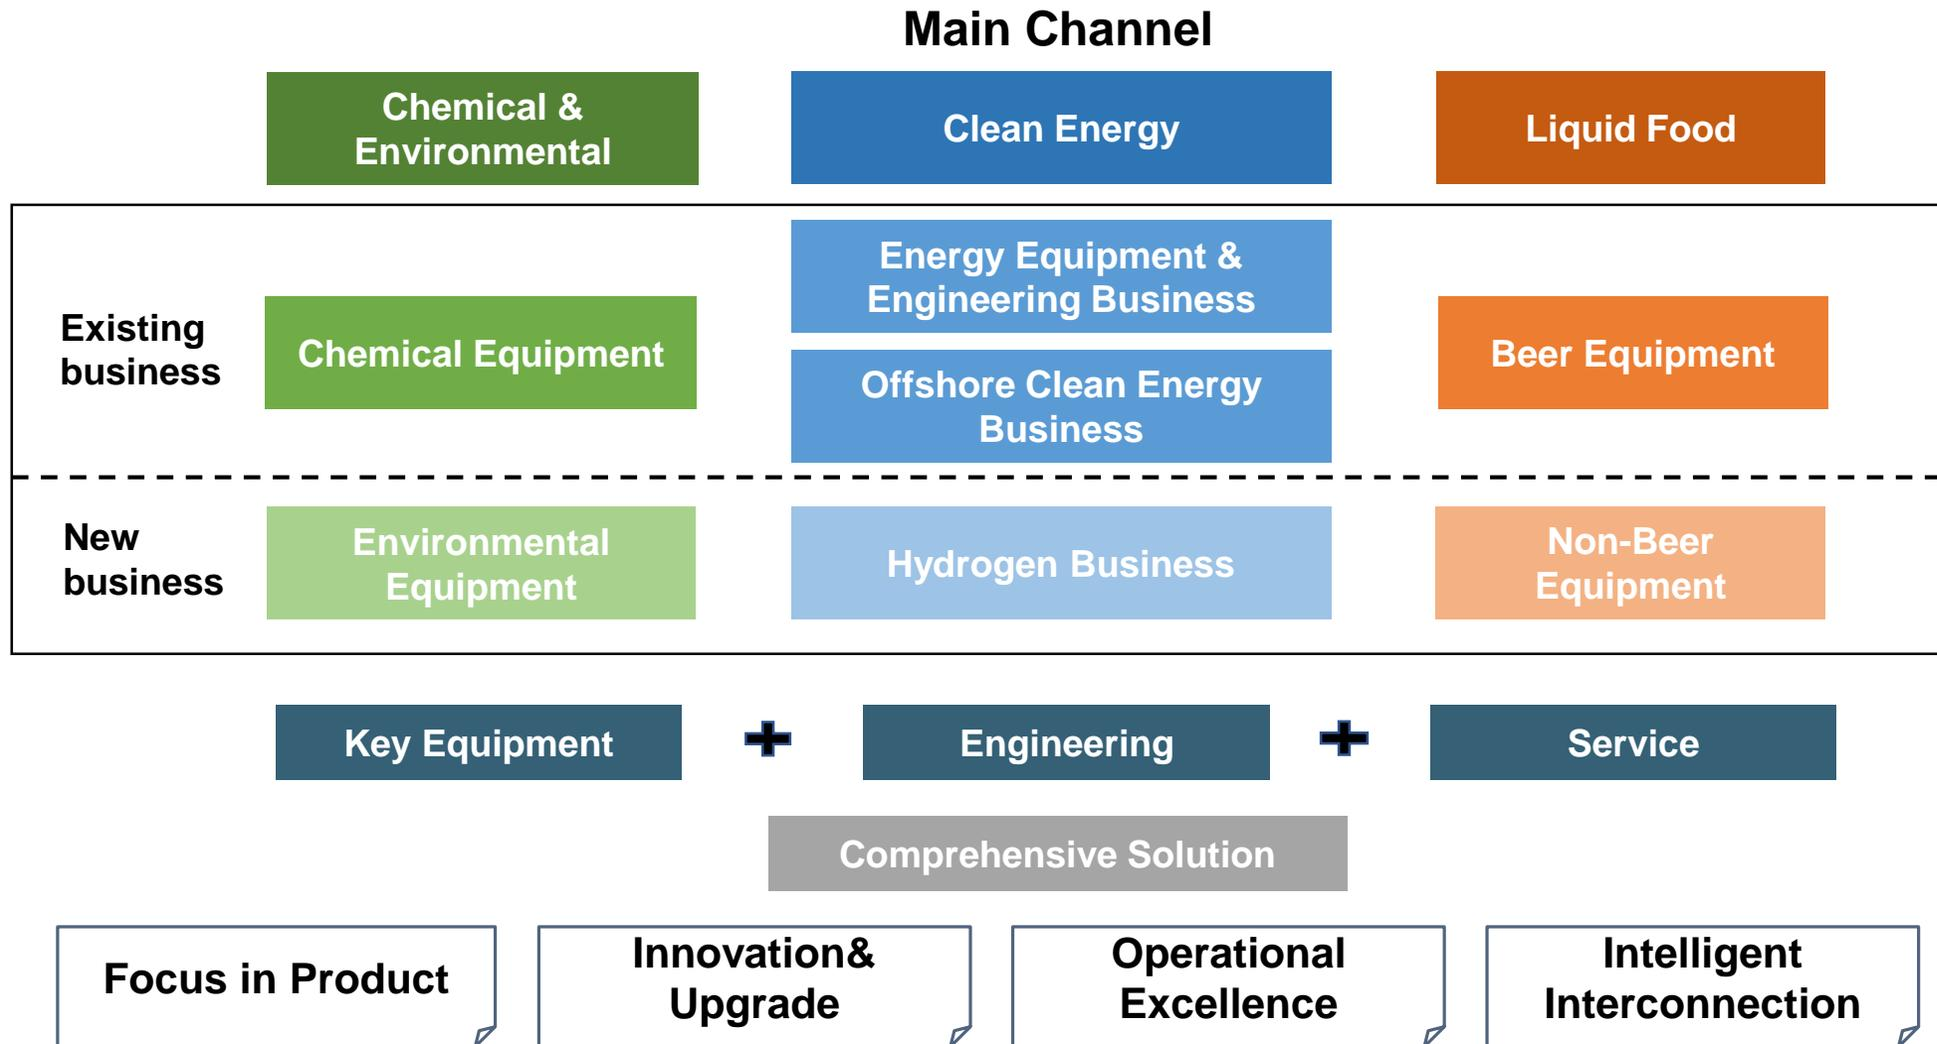 Main Channel
Chemical &
Environmental
Clean Energy
Liquid Food
Existing
business
Chemical Equipment
Energy Equipment &
Engineering Business
Offshore Clean Energy
Business
Beer Equipment
New
business
Environmental
Equipment
Hydrogen Business
Non-Beer
Equipment
Key Equipment
Engineering
Service
Comprehensive Solution
Focus in Product
Innovation&
Upgrade
Operational
Excellence
Intelligent
Interconnection